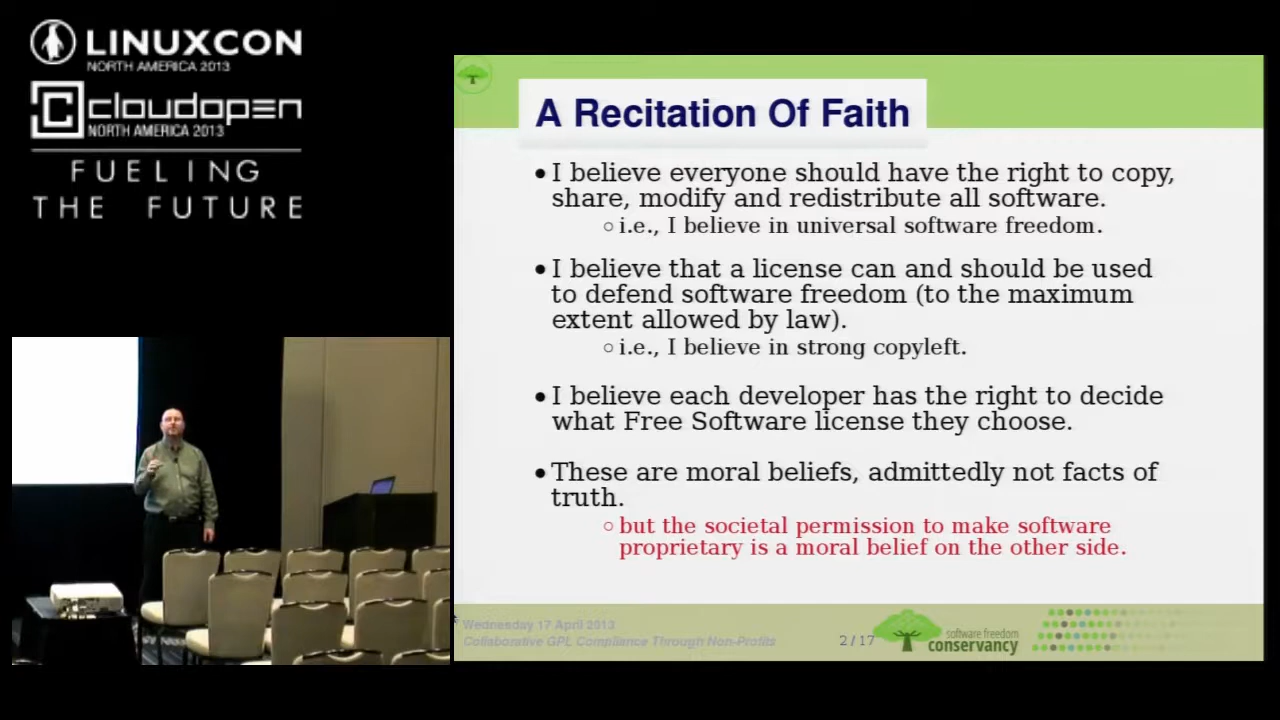 LINUXCON
NORTH AMERICA 2013
cloudopen
NORTH AMERICA 2013
FUELING
THE FUTURE
A Recitation Of Faith
• I believe everyone should have the right to copy,
share, modify and redistribute all software.
○ i.e., I believe in universal software freedom.
• I believe that a license can and should be used
to defend software freedom (to the maximum
extent allowed by law).
○ i.e., I believe in strong copyleft.
• I believe each developer has the right to decide
what Free Software license they choose.
• These are moral beliefs, admittedly not facts of
truth.
○ but the societal permission to make software
proprietary is a moral belief on the other side.
Wednesday 17 April 2013
Collaborative GPL Compliance Through Non-Profits
2 / 17
software freedom
conservancy